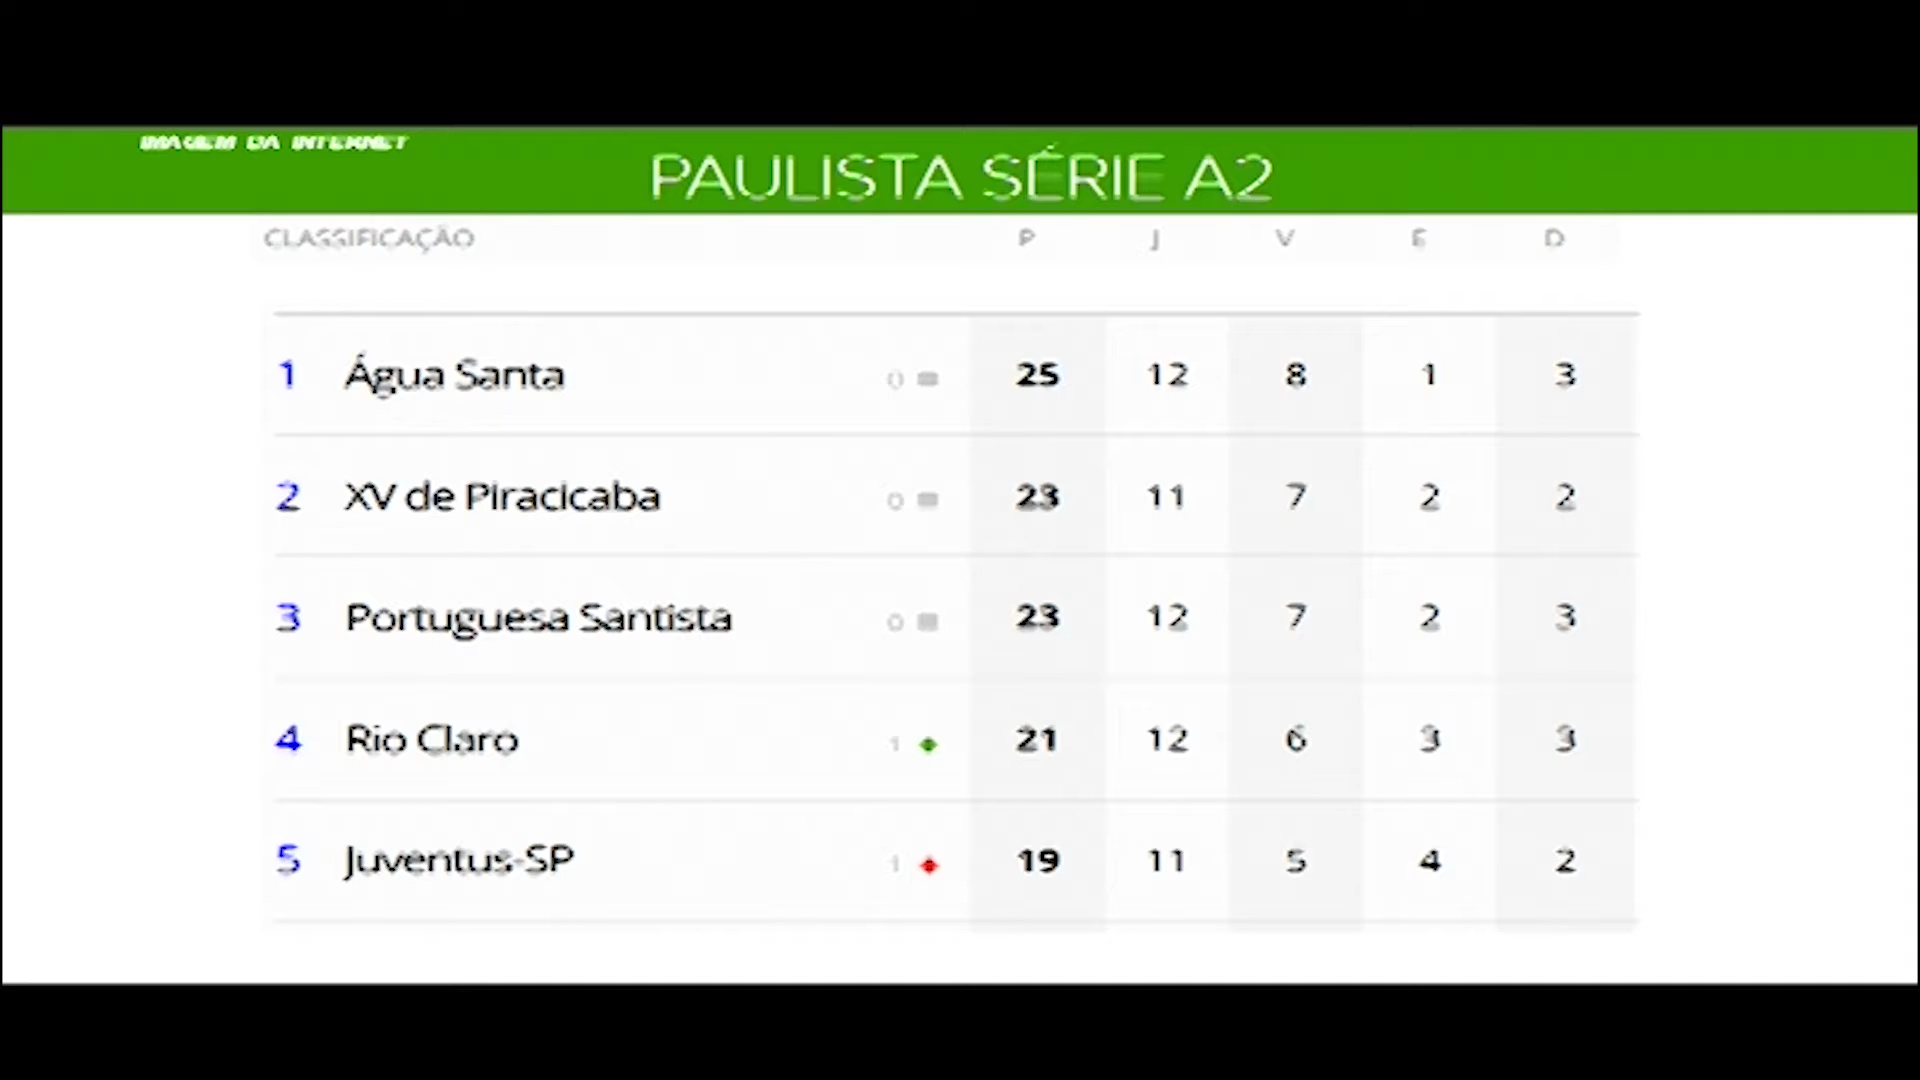 IMAGEM DA INTERNET
PAULISTA SÉRIE A2
CLASSIFICAÇÃO P J V E D
1 Água Santa 0 25 12 8 1 3
2 XV de Piracicaba 0 23 11 7 2 2
3 Portuguesa Santista 0 23 12 7 2 3
4 Rio Claro 1 21 12 6 3 3
5 Juventus-SP 1 19 11 5 4 2